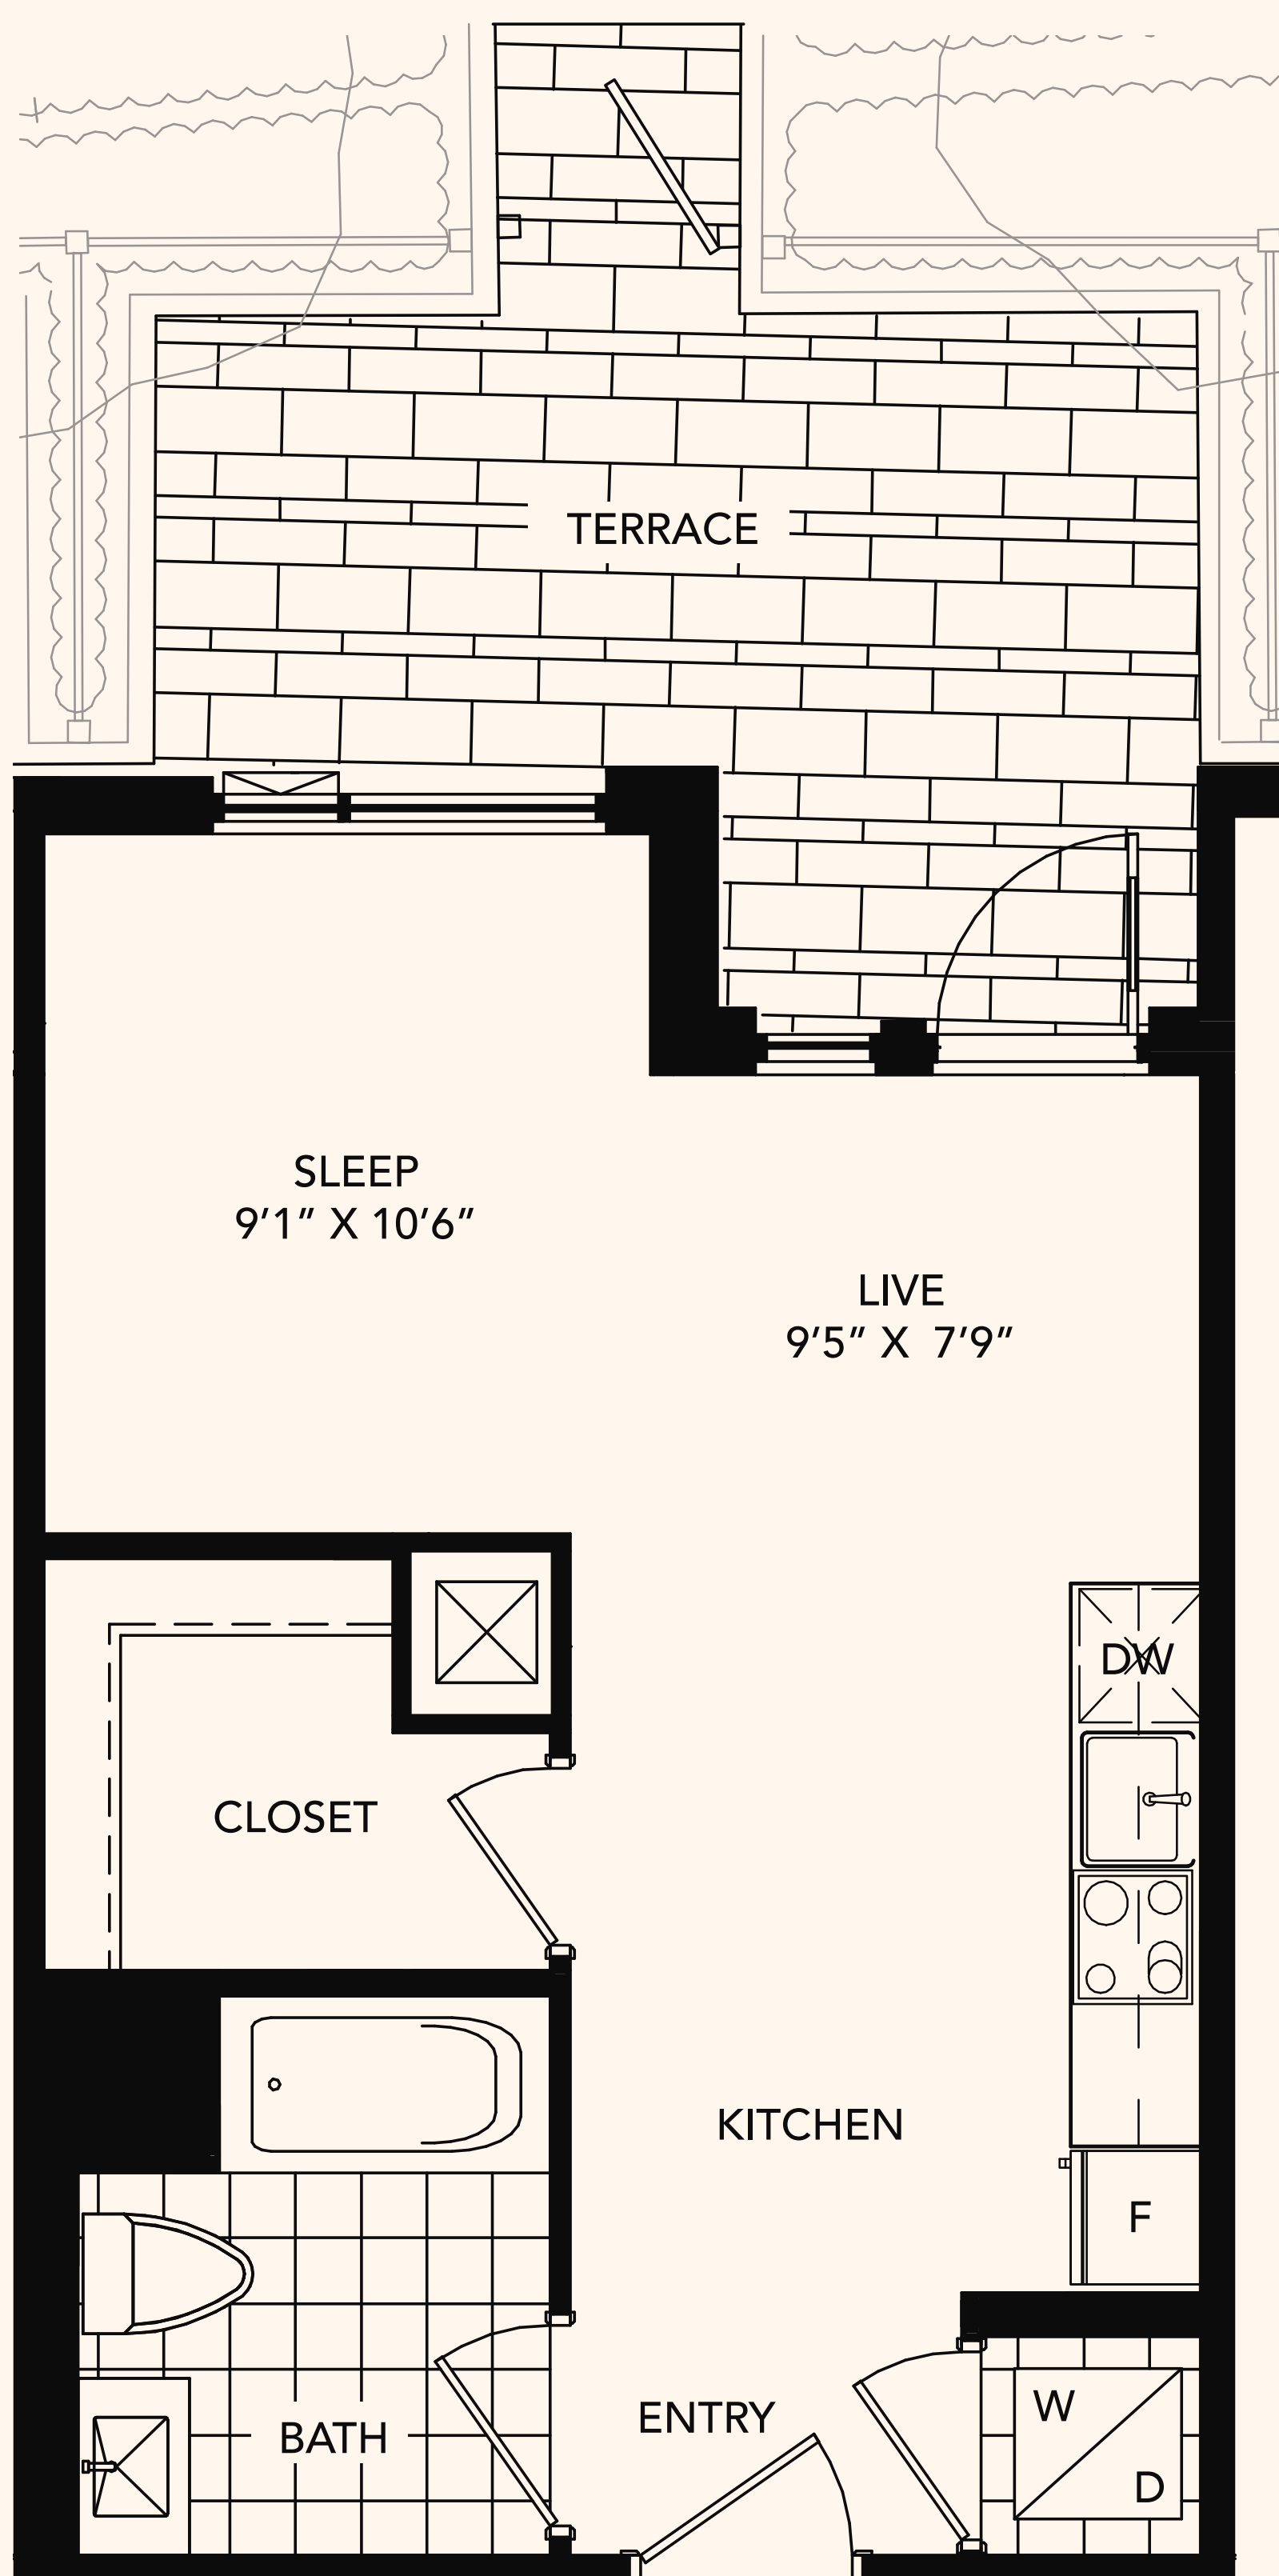 TERRACE
SLEEP
9’1” X 10’6”
LIVE
9’5” X 7’9”
DW
CLOSET
KITCHEN
F
ENTRY
W
BATH
D